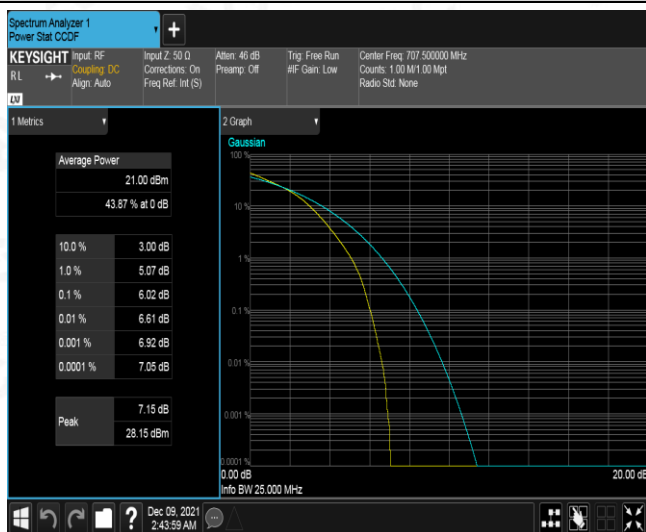 Spectrum Analyzer 1
Power Stat CCDF
KEYSIGHT
RL
LXI
Input: RF
Coupling: DC
Align: Auto
Input Z: 50 Ω
Corrections: On
Freq Ref: Int (S)
Atten: 46 dB
Preamp: Off
Trig: Free Run
#IF Gain: Low
Center Freq: 707.500000 MHz
Counts: 1.00 M/1.00 Mpt
Radio Std: None
1 Metrics
Average Power
21.00 dBm
43.87 % at 0 dB
10.0 % 3.00 dB
1.0 % 5.07 dB
0.1 % 6.02 dB
0.01 % 6.61 dB
0.001 % 6.92 dB
0.0001 % 7.05 dB
Peak
7.15 dB
28.15 dBm
2 Graph
Gaussian
100 %
10 %
1 %
0.1 %
0.01 %
0.001 %
0.0001 %
0.00 dB 20.00 dB
Info BW 25.000 MHz
?
Dec 09, 2021
2:43:59 AM